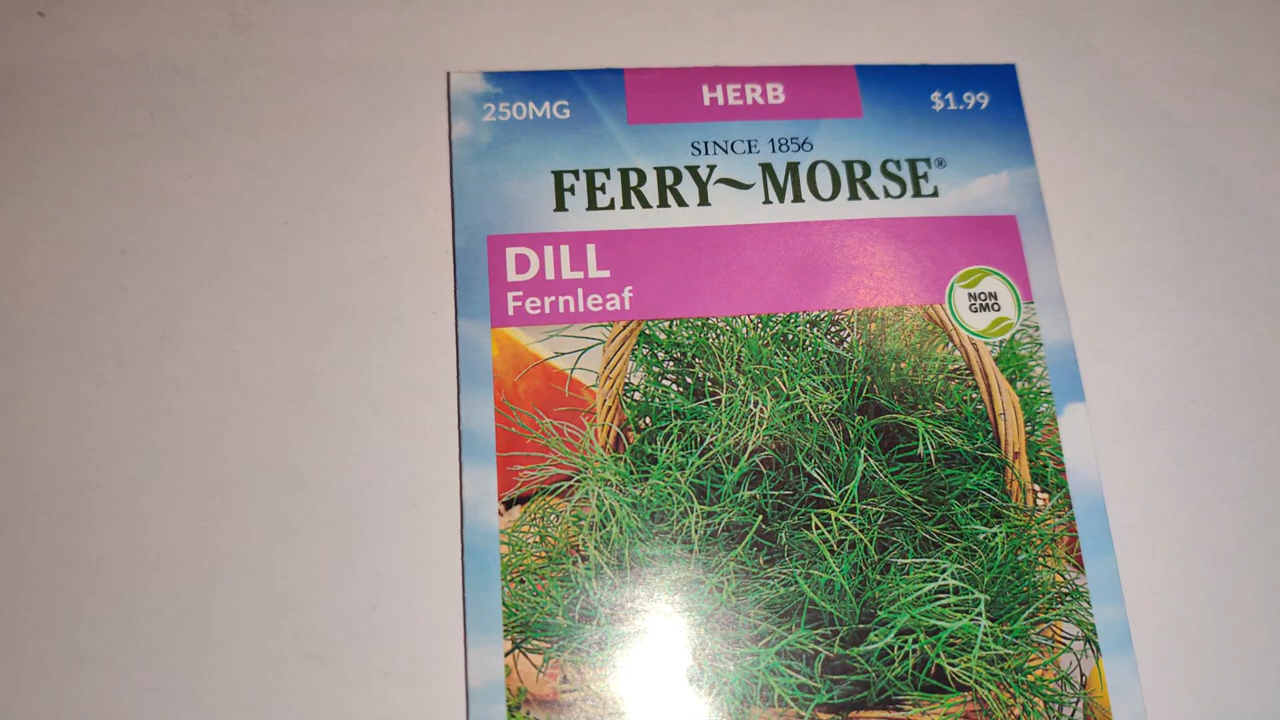 250MG
HERB
$1.99
SINCE 1856
FERRY~MORSE®
DILL
Fernleaf
NON
GMO